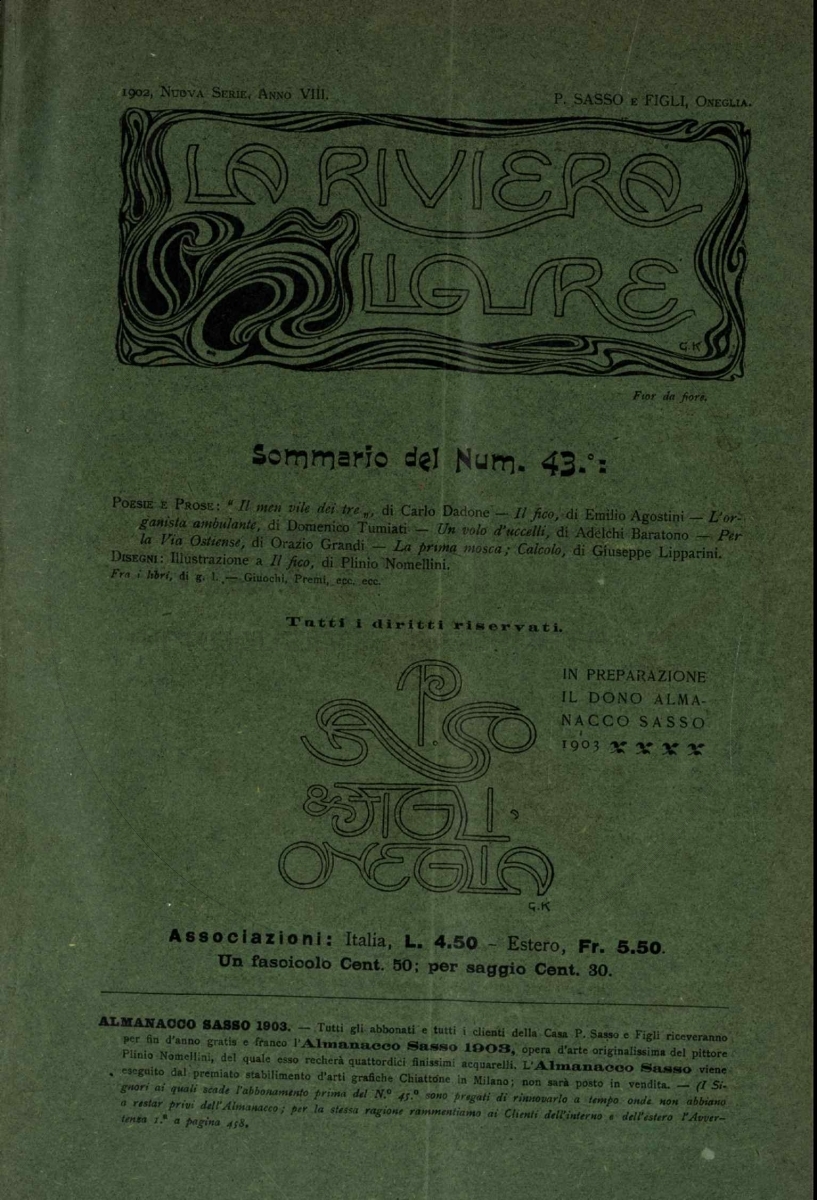 1902, Nuova Serie, Anno VIII.
P. SASSO e FIGLI, Oneglia.
LA RIVIERA
LIGURE
G. K
Fior da fiore.
Sommario del Num. 43.°:
Poesie e Prose: “ Il men vile dei tre „, di Carlo Dadone — Il fico, di Emilio Agostini — L'or-
ganista ambulante, di Domenico Tumiati — Un volo d'uccelli, di Adelchi Baratono — Per
la Via Ostiense, di Orazio Grandi — La prima mosca; Calcolo, di Giuseppe Lipparini.
Disegni: Illustrazione a Il fico, di Plinio Nomellini.
Fra i libri, di g. l. — Giuochi, Premi, ecc. ecc.
Tutti i diritti riservati.
P. SASSO
& FIGLI,
ONEGLIA
G. K
IN PREPARAZIONE
IL DONO ALMA-
NACCO SASSO
1903
Associazioni: Italia, L. 4.50 - Estero, Fr. 5.50.
Un fascicolo Cent. 50; per saggio Cent. 30.
ALMANACCO SASSO 1903. — Tutti gli abbonati e tutti i clienti della Casa P. Sasso e Figli riceveranno
per fin d'anno gratis e franco l'Almanacco Sasso 1903, opera d'arte originalissima del pittore
Plinio Nomellini, del quale esso recherà quattordici finissimi acquarelli. L'Almanacco Sasso viene
eseguito dal premiato stabilimento d'arti grafiche Chiattone in Milano; non sarà posto in vendita. — (I Si-
gnori ai quali scade l'abbonamento prima del N.° 45.° sono pregati di rinnovarlo a tempo onde non abbiano
a restar privi dell'Almanacco; per la stessa ragione rammentiamo ai Clienti dell'interno e dell'estero l'Avver-
tenza 1.ª a pagina 458.